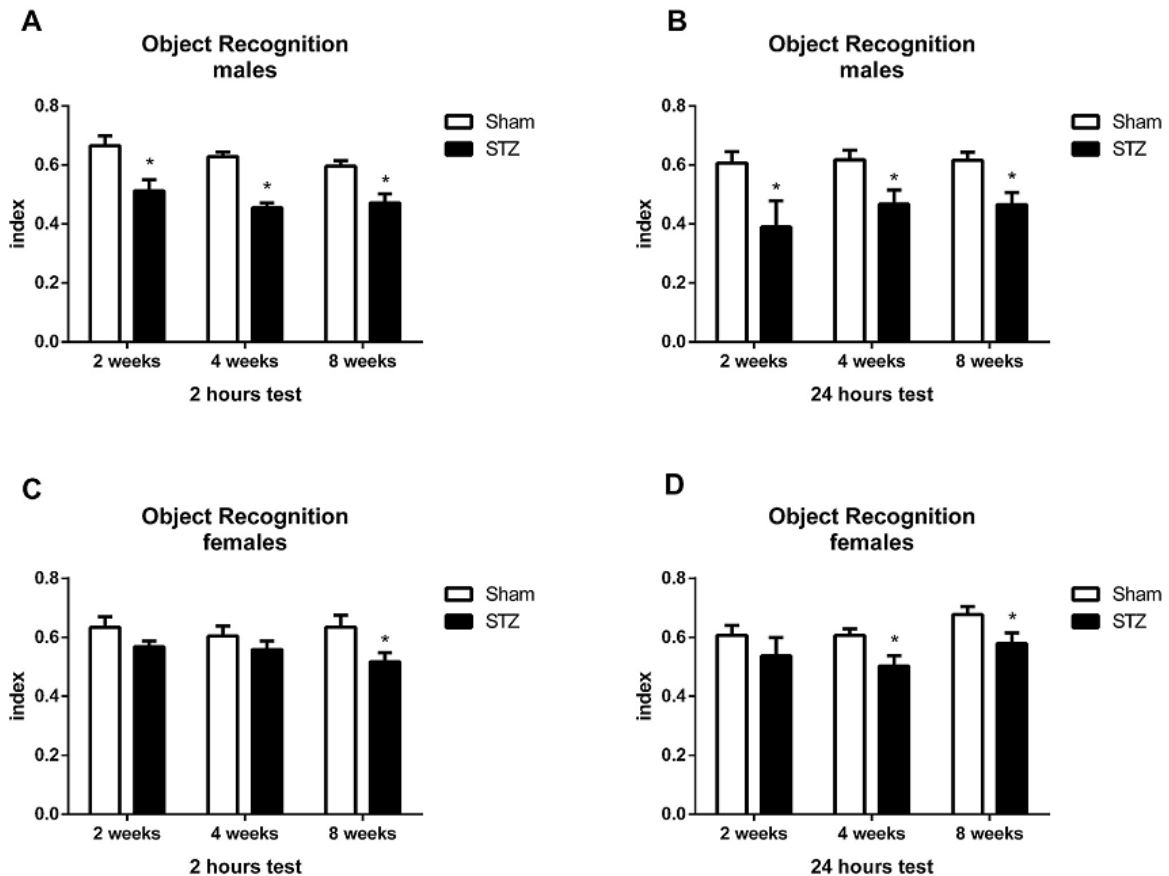 A
Object Recognition
males
0.8
0.6
0.4
0.2
0.0
index
*
*
*
Sham
STZ
2 weeks
4 weeks
8 weeks
2 hours test
B
Object Recognition
males
0.8
0.6
0.4
0.2
0.0
index
*
*
*
Sham
STZ
2 weeks
4 weeks
8 weeks
24 hours test
C
Object Recognition
females
0.8
0.6
0.4
0.2
0.0
index
*
Sham
STZ
2 weeks
4 weeks
8 weeks
2 hours test
D
Object Recognition
females
0.8
0.6
0.4
0.2
0.0
index
*
*
Sham
STZ
2 weeks
4 weeks
8 weeks
24 hours test